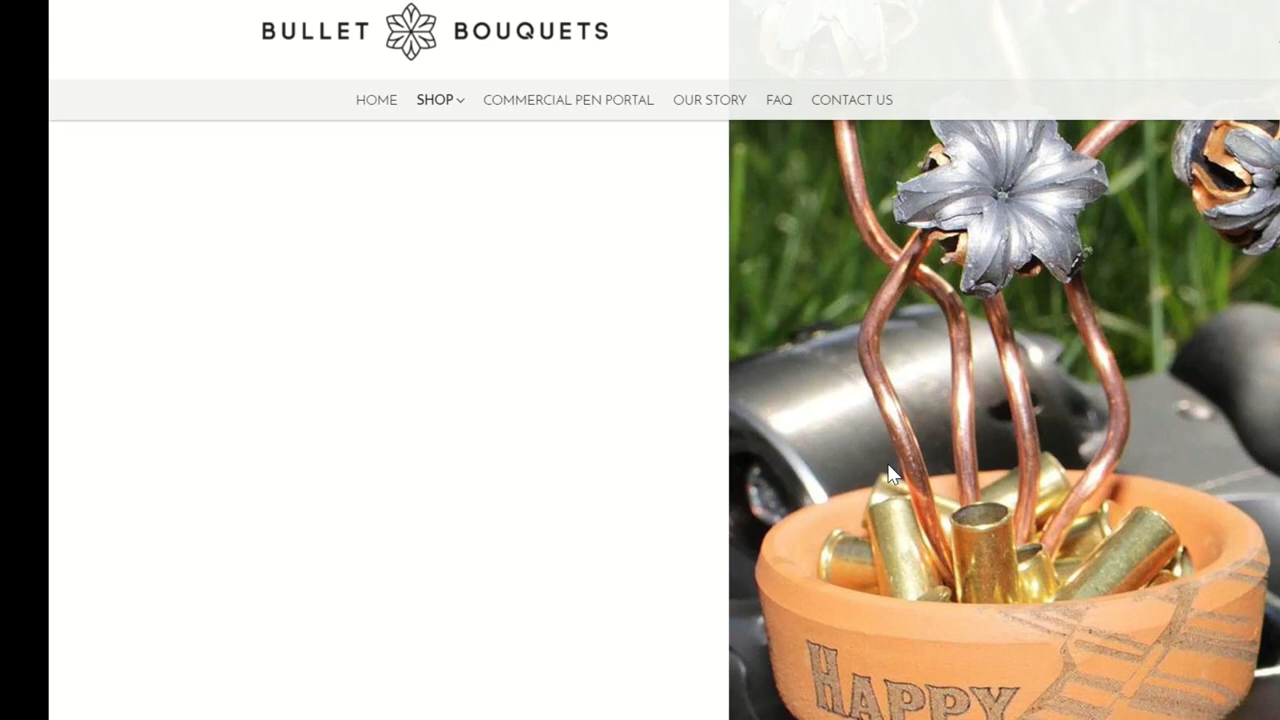 BULLET BOUQUETS
HOME SHOP COMMERCIAL PEN PORTAL OUR STORY FAQ CONTACT US
HAPPY